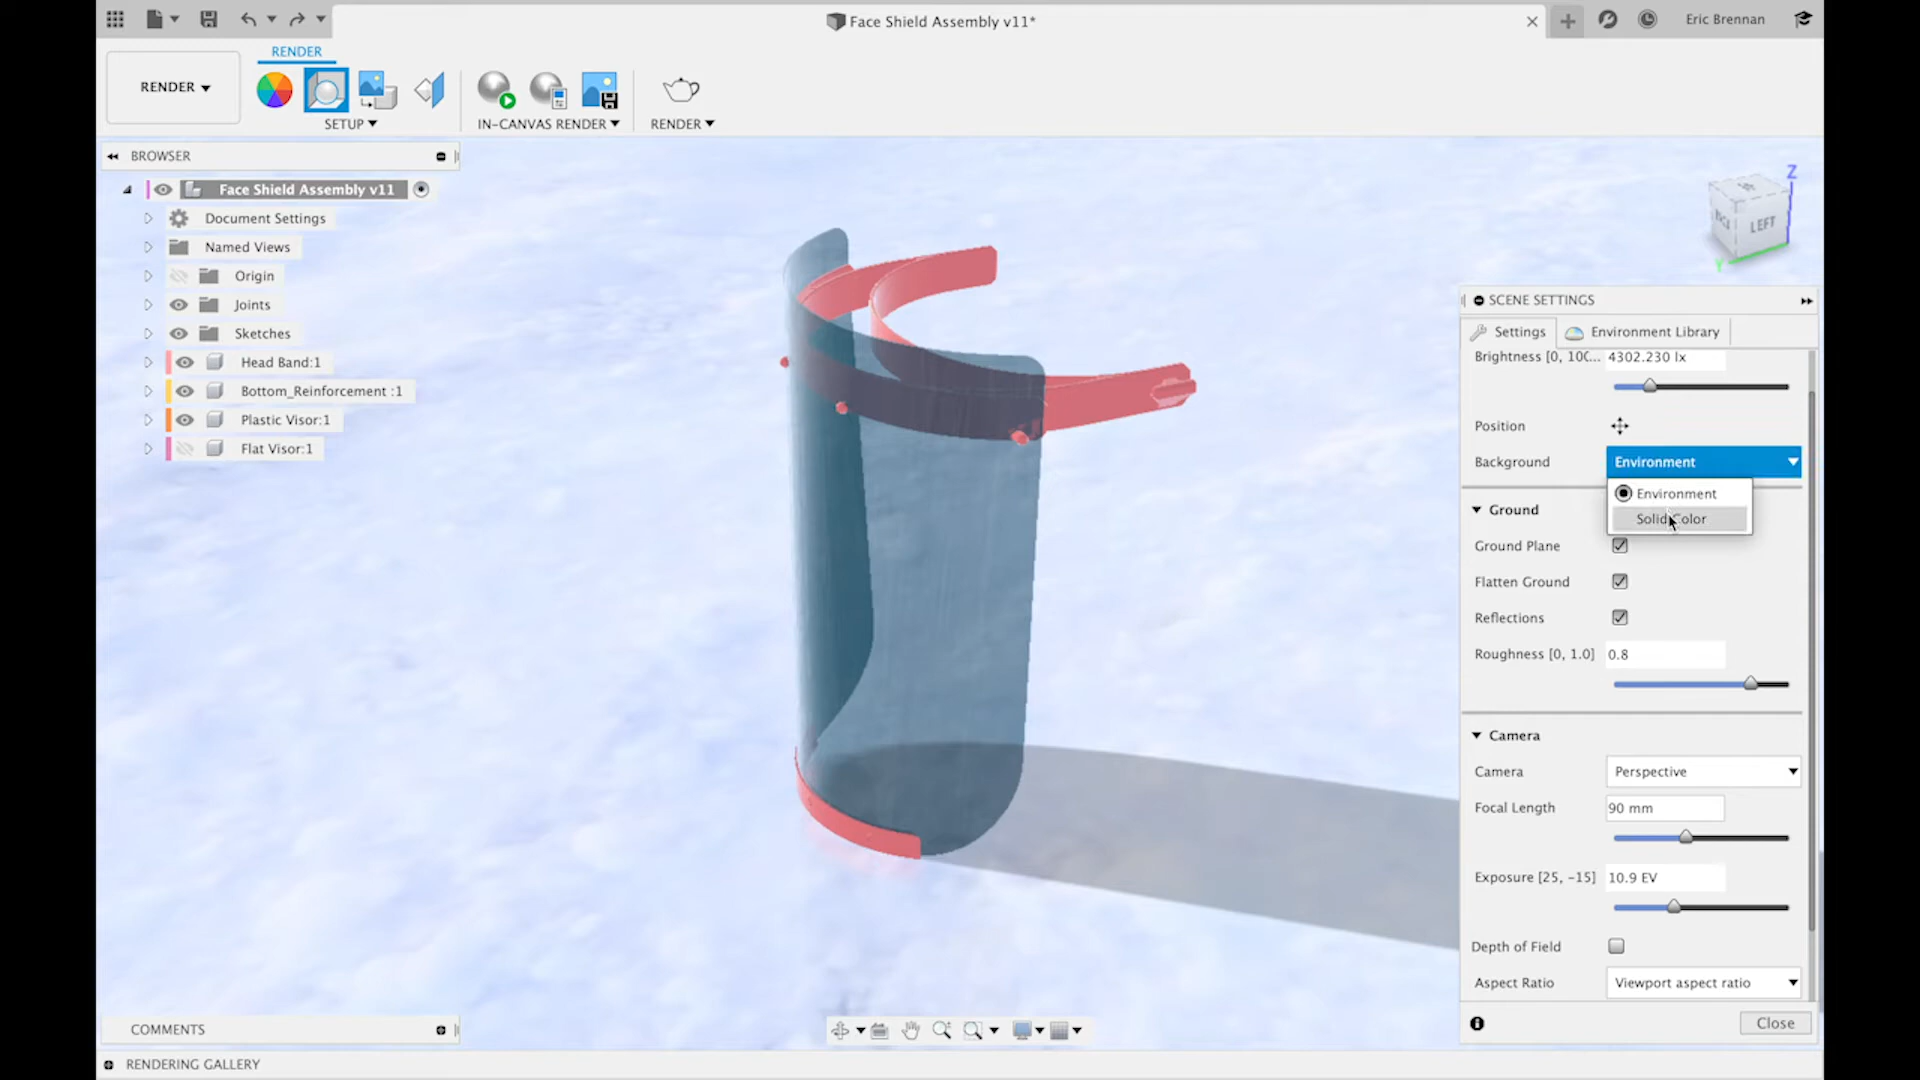 Face Shield Assembly v11*
Eric Brennan
RENDER
RENDER
SETUP
IN-CANVAS RENDER
RENDER
BROWSER
Face Shield Assembly v11
Document Settings
Named Views
Origin
Joints
Sketches
Head Band:1
Bottom_Reinforcement :1
Plastic Visor:1
Flat Visor:1
Z
LEFT
Y
SCENE SETTINGS
Settings
Environment Library
Brightness [0, 10(... 4302.230 lx
Position
Background Environment
Environment
Solid Color
Ground
Ground Plane
Flatten Ground
Reflections
Roughness [0, 1.0] 0.8
Camera
Camera Perspective
Focal Length 90 mm
Exposure [25, -15] 10.9 EV
Depth of Field
Aspect Ratio Viewport aspect ratio
Close
COMMENTS
RENDERING GALLERY